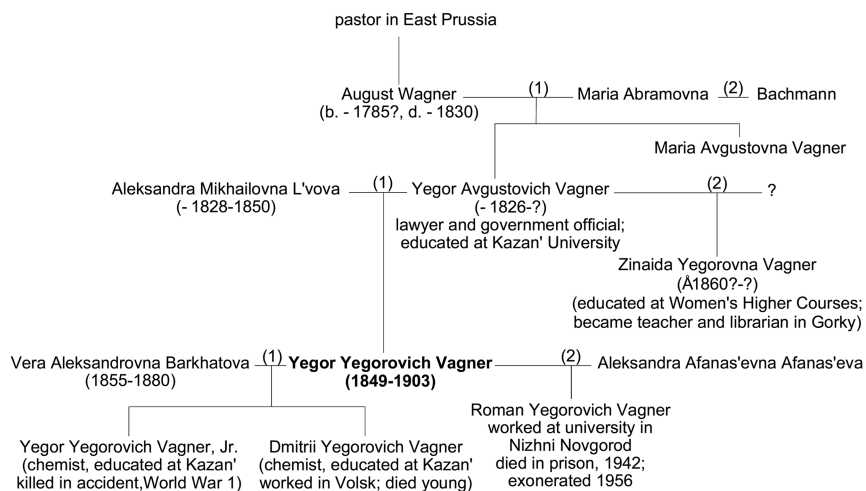 pastor in East Prussia
August Wagner (1) Maria Abramovna (2) Bachmann
(b. - 1785?, d. - 1830)
Maria Avgustovna Vagner
Aleksandra Mikhailovna L'vova (1) Yegor Avgustovich Vagner (2) ?
(- 1828-1850) (- 1826-?)
lawyer and government official;
educated at Kazan' University
Zinaida Yegorovna Vagner
(Å1860?-?)
(educated at Women's Higher Courses;
became teacher and librarian in Gorky)
Vera Aleksandrovna Barkhatova (1) Yegor Yegorovich Vagner (2) Aleksandra Afanas'evna Afanas'eva
(1855-1880) (1849-1903)
Roman Yegorovich Vagner
worked at university in
Nizhni Novgorod
died in prison, 1942;
exonerated 1956
Yegor Yegorovich Vagner, Jr.
(chemist, educated at Kazan'
killed in accident,World War 1)
Dmitrii Yegorovich Vagner
(chemist, educated at Kazan'
worked in Volsk; died young)